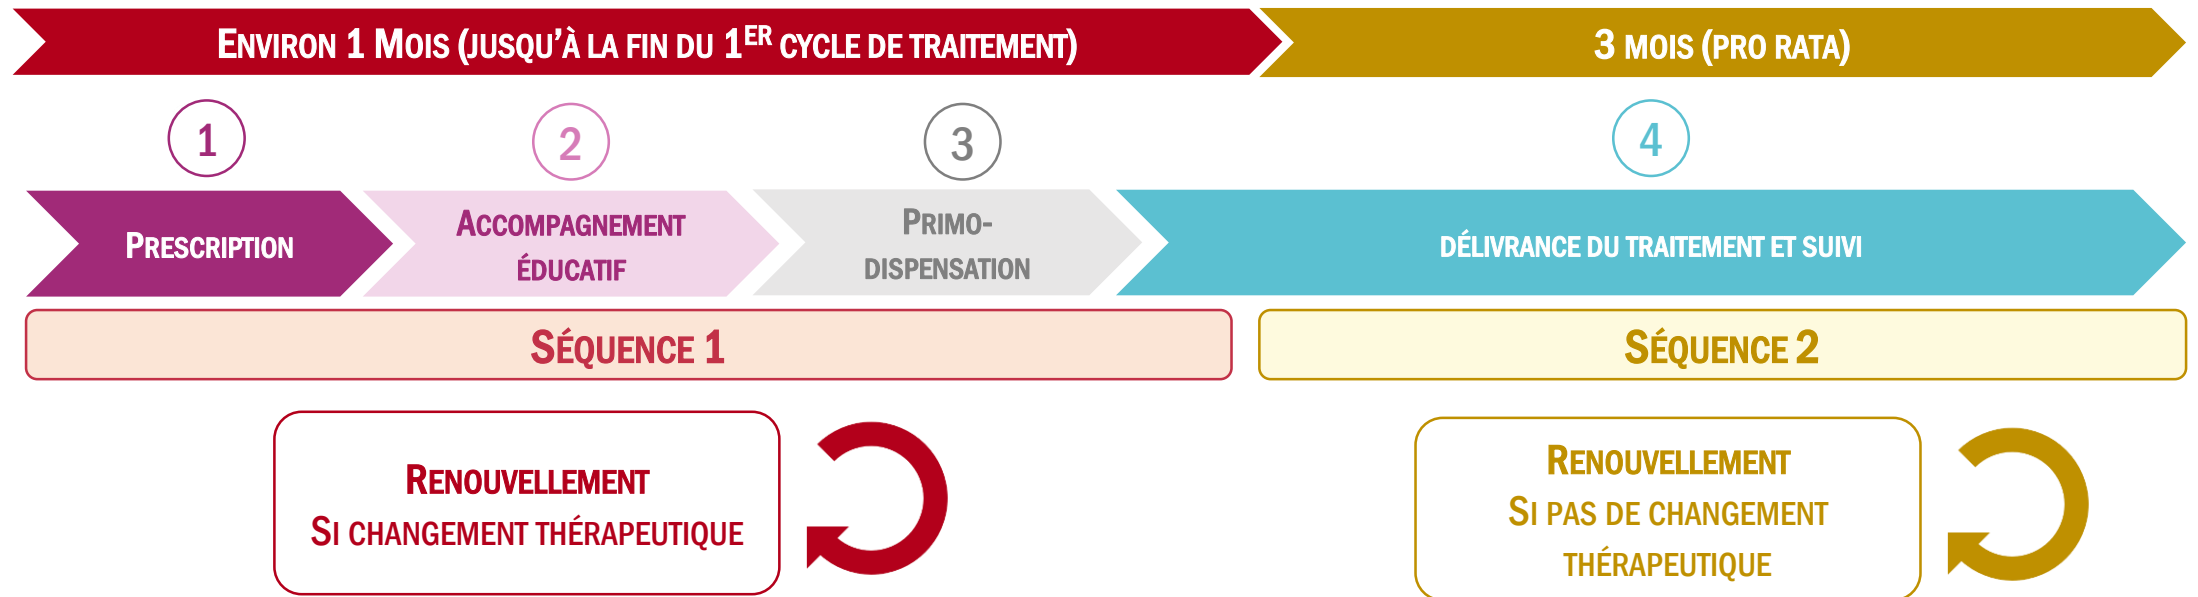 ENVIRON 1 MOIS (JUSQU'À LA FIN DU 1ER CYCLE DE TRAITEMENT)
3 MOIS (PRO RATA)
1
2
3
4
PRESCRIPTION
ACCOMPAGNEMENT
ÉDUCATIF
PRIMO-
DISPENSATION
DÉLIVRANCE DU TRAITEMENT ET SUIVI
SÉQUENCE 1
SÉQUENCE 2
RENOUVELLEMENT
SI CHANGEMENT THÉRAPEUTIQUE
RENOUVELLEMENT
SI PAS DE CHANGEMENT
THÉRAPEUTIQUE